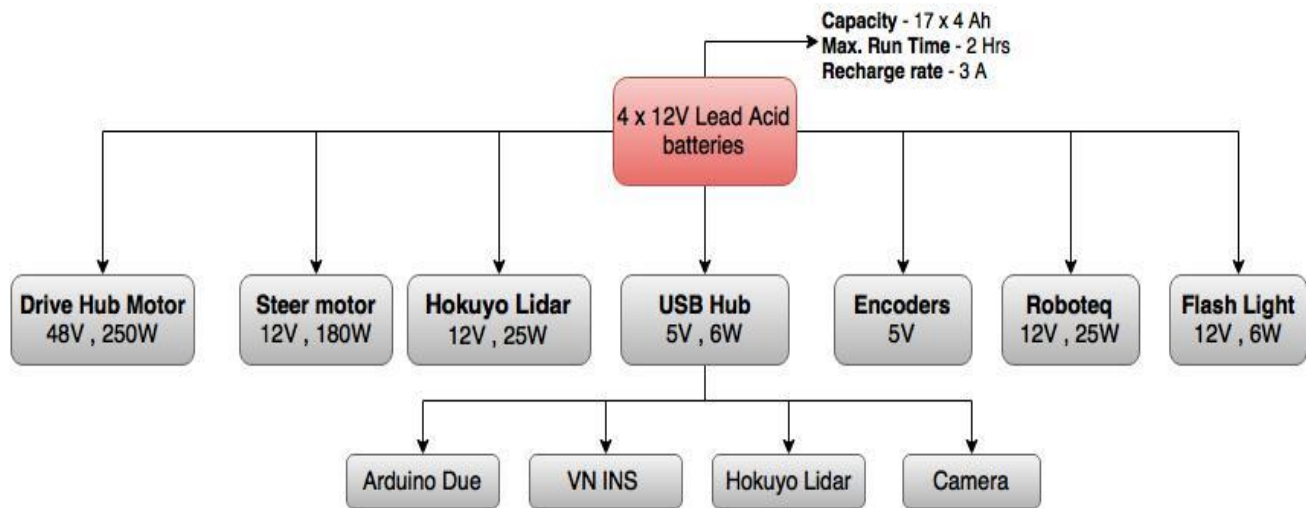 Capacity - 17 x 4 Ah
Max. Run Time - 2 Hrs
Recharge rate - 3 A
4 x 12V Lead Acid
batteries
Drive Hub Motor
48V , 250W
Steer motor
12V , 180W
Hokuyo Lidar
12V , 25W
USB Hub
5V , 6W
Encoders
5V
Roboteq
12V , 25W
Flash Light
12V , 6W
Arduino Due
VN INS
Hokuyo Lidar
Camera